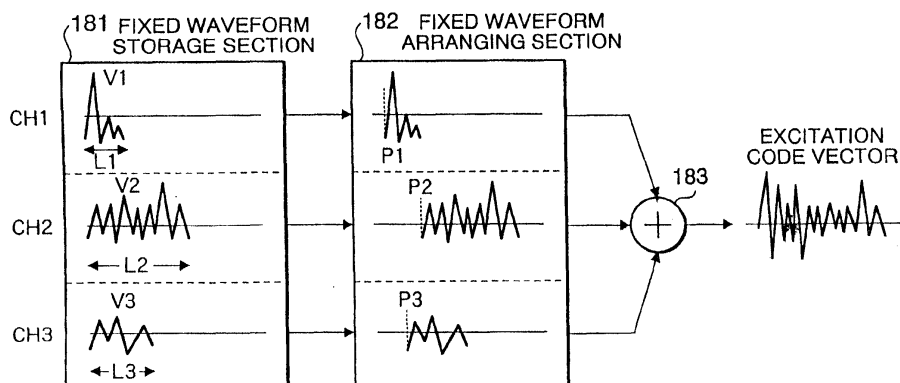 181 FIXED WAVEFORM
STORAGE SECTION
182 FIXED WAVEFORM
ARRANGING SECTION
CH1
V1
L1
P1
CH2
V2
L2
P2
CH3
V3
L3
P3
183
+
EXCITATION
CODE VECTOR